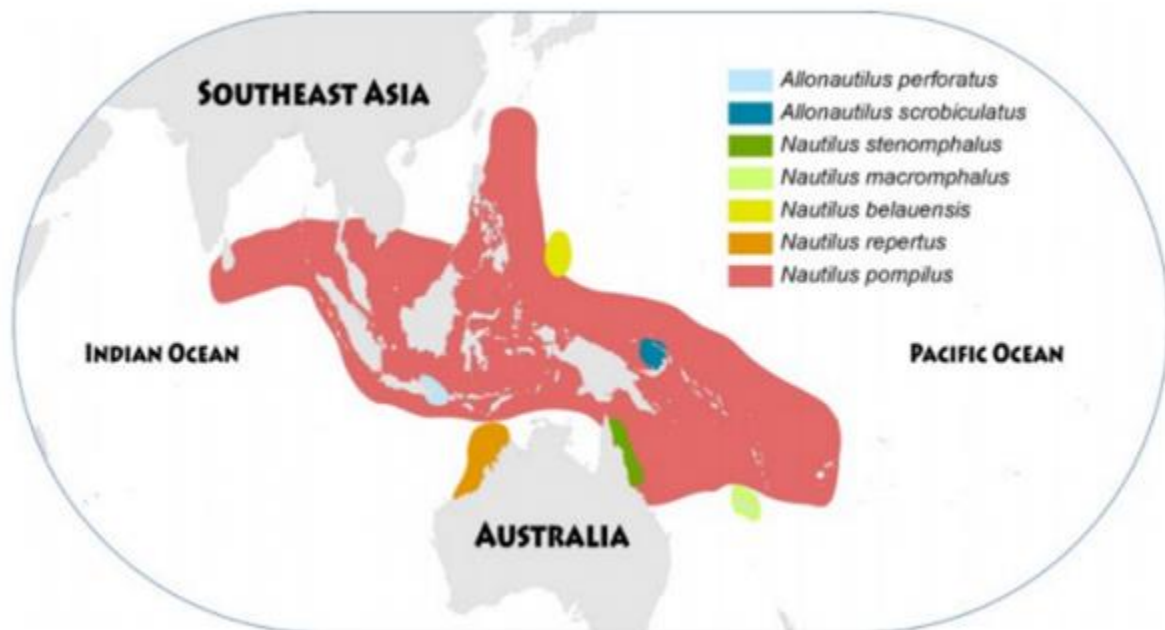 SOUTHEAST ASIA
Allonautilus perforatus
Allonautilus scrobiculatus
Nautilus stenomphalus
Nautilus macromphalus
Nautilus belauensis
Nautilus repertus
Nautilus pompilus
INDIAN OCEAN
PACIFIC OCEAN
AUSTRALIA